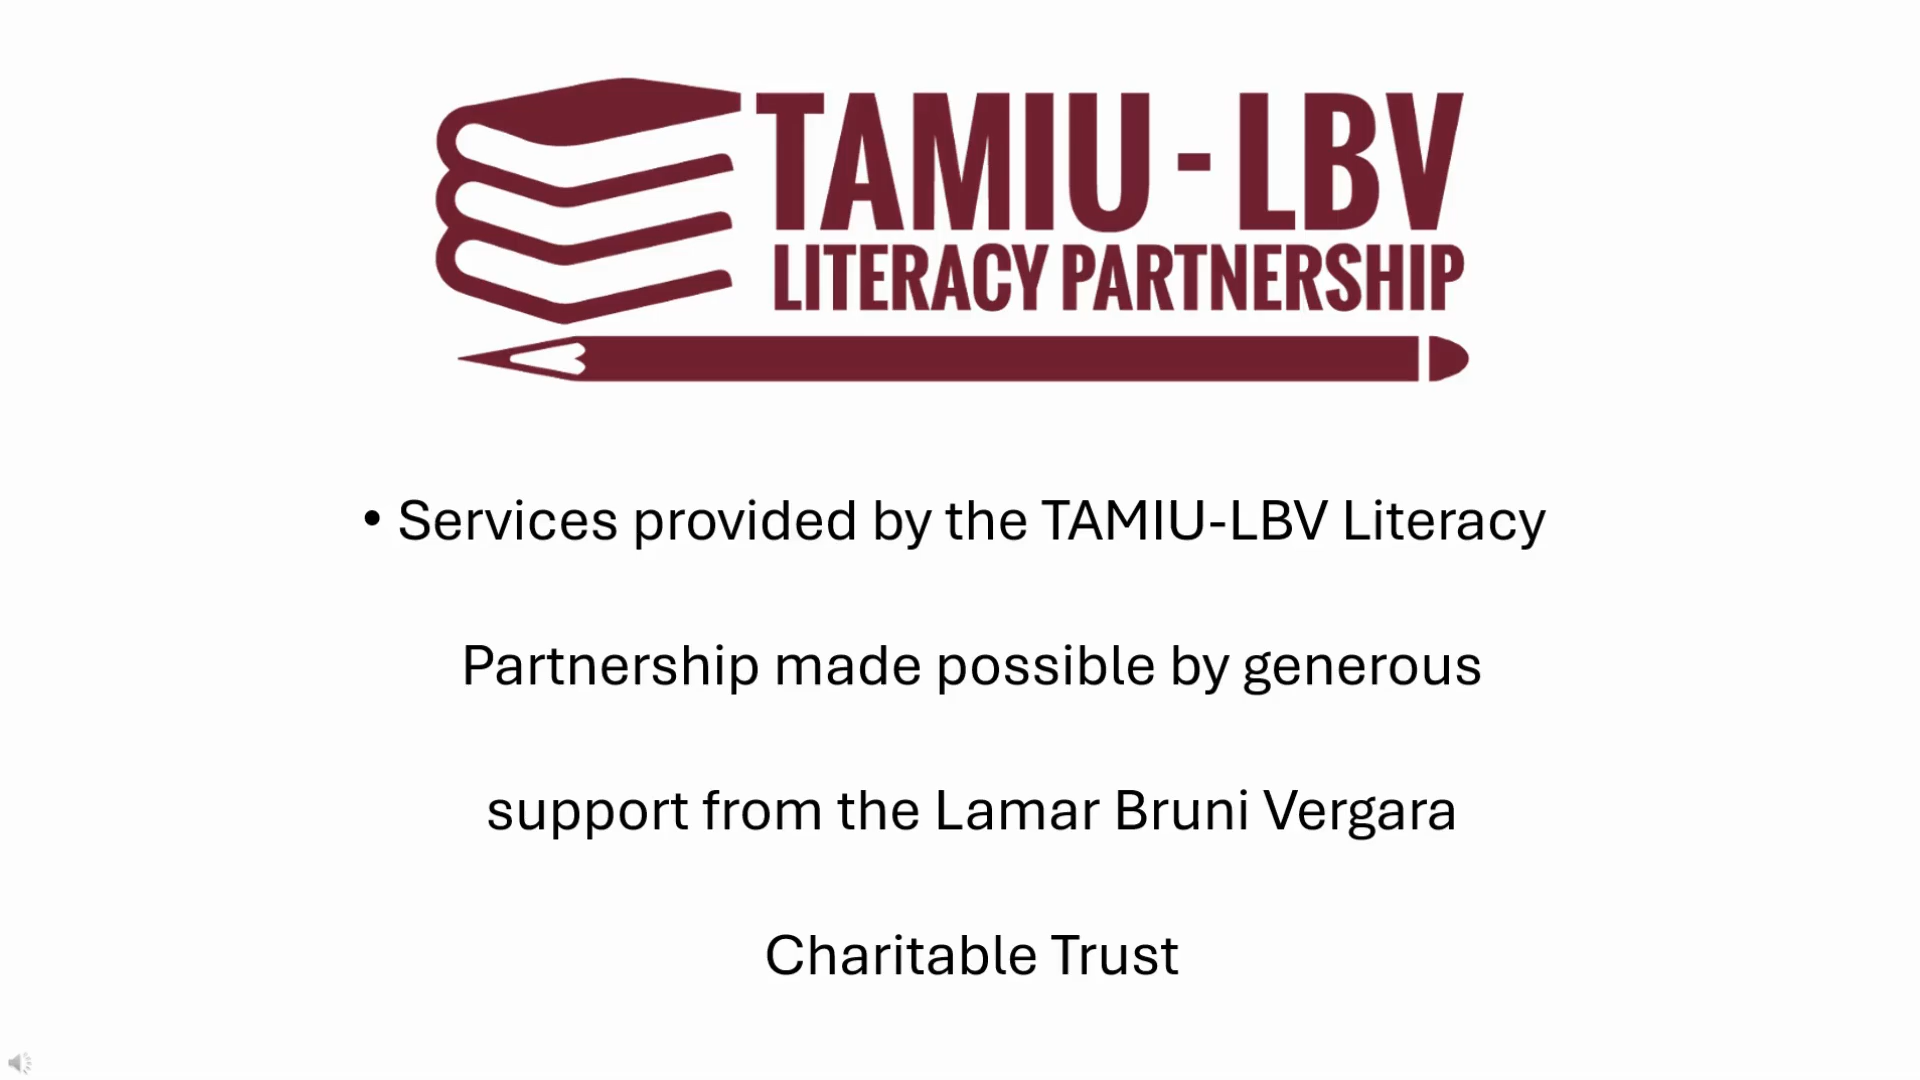 TAMIU - LBV
LITERACY PARTNERSHIP
• Services provided by the TAMIU-LBV Literacy
Partnership made possible by generous
support from the Lamar Bruni Vergara
Charitable Trust